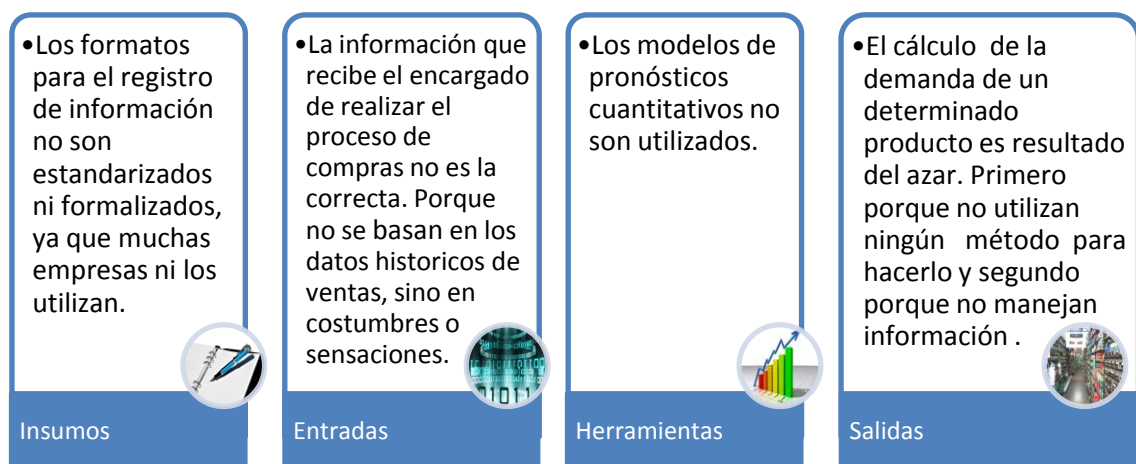 •Los formatos
para el registro
de información
no son
estandarizados
ni formalizados,
ya que muchas
empresas ni los
utilizan.
Insumos
•La información que
recibe el encargado
de realizar el
proceso de
compras no es la
correcta. Porque
no se basan en los
datos historicos de
ventas, sino en
costumbres o
sensaciones.
Entradas
•Los modelos de
pronósticos
cuantitativos no
son utilizados.
Herramientas
•El cálculo de la
demanda de un
determinado
producto es resultado
del azar. Primero
porque no utilizan
ningún método para
hacerlo y segundo
porque no manejan
información .
Salidas